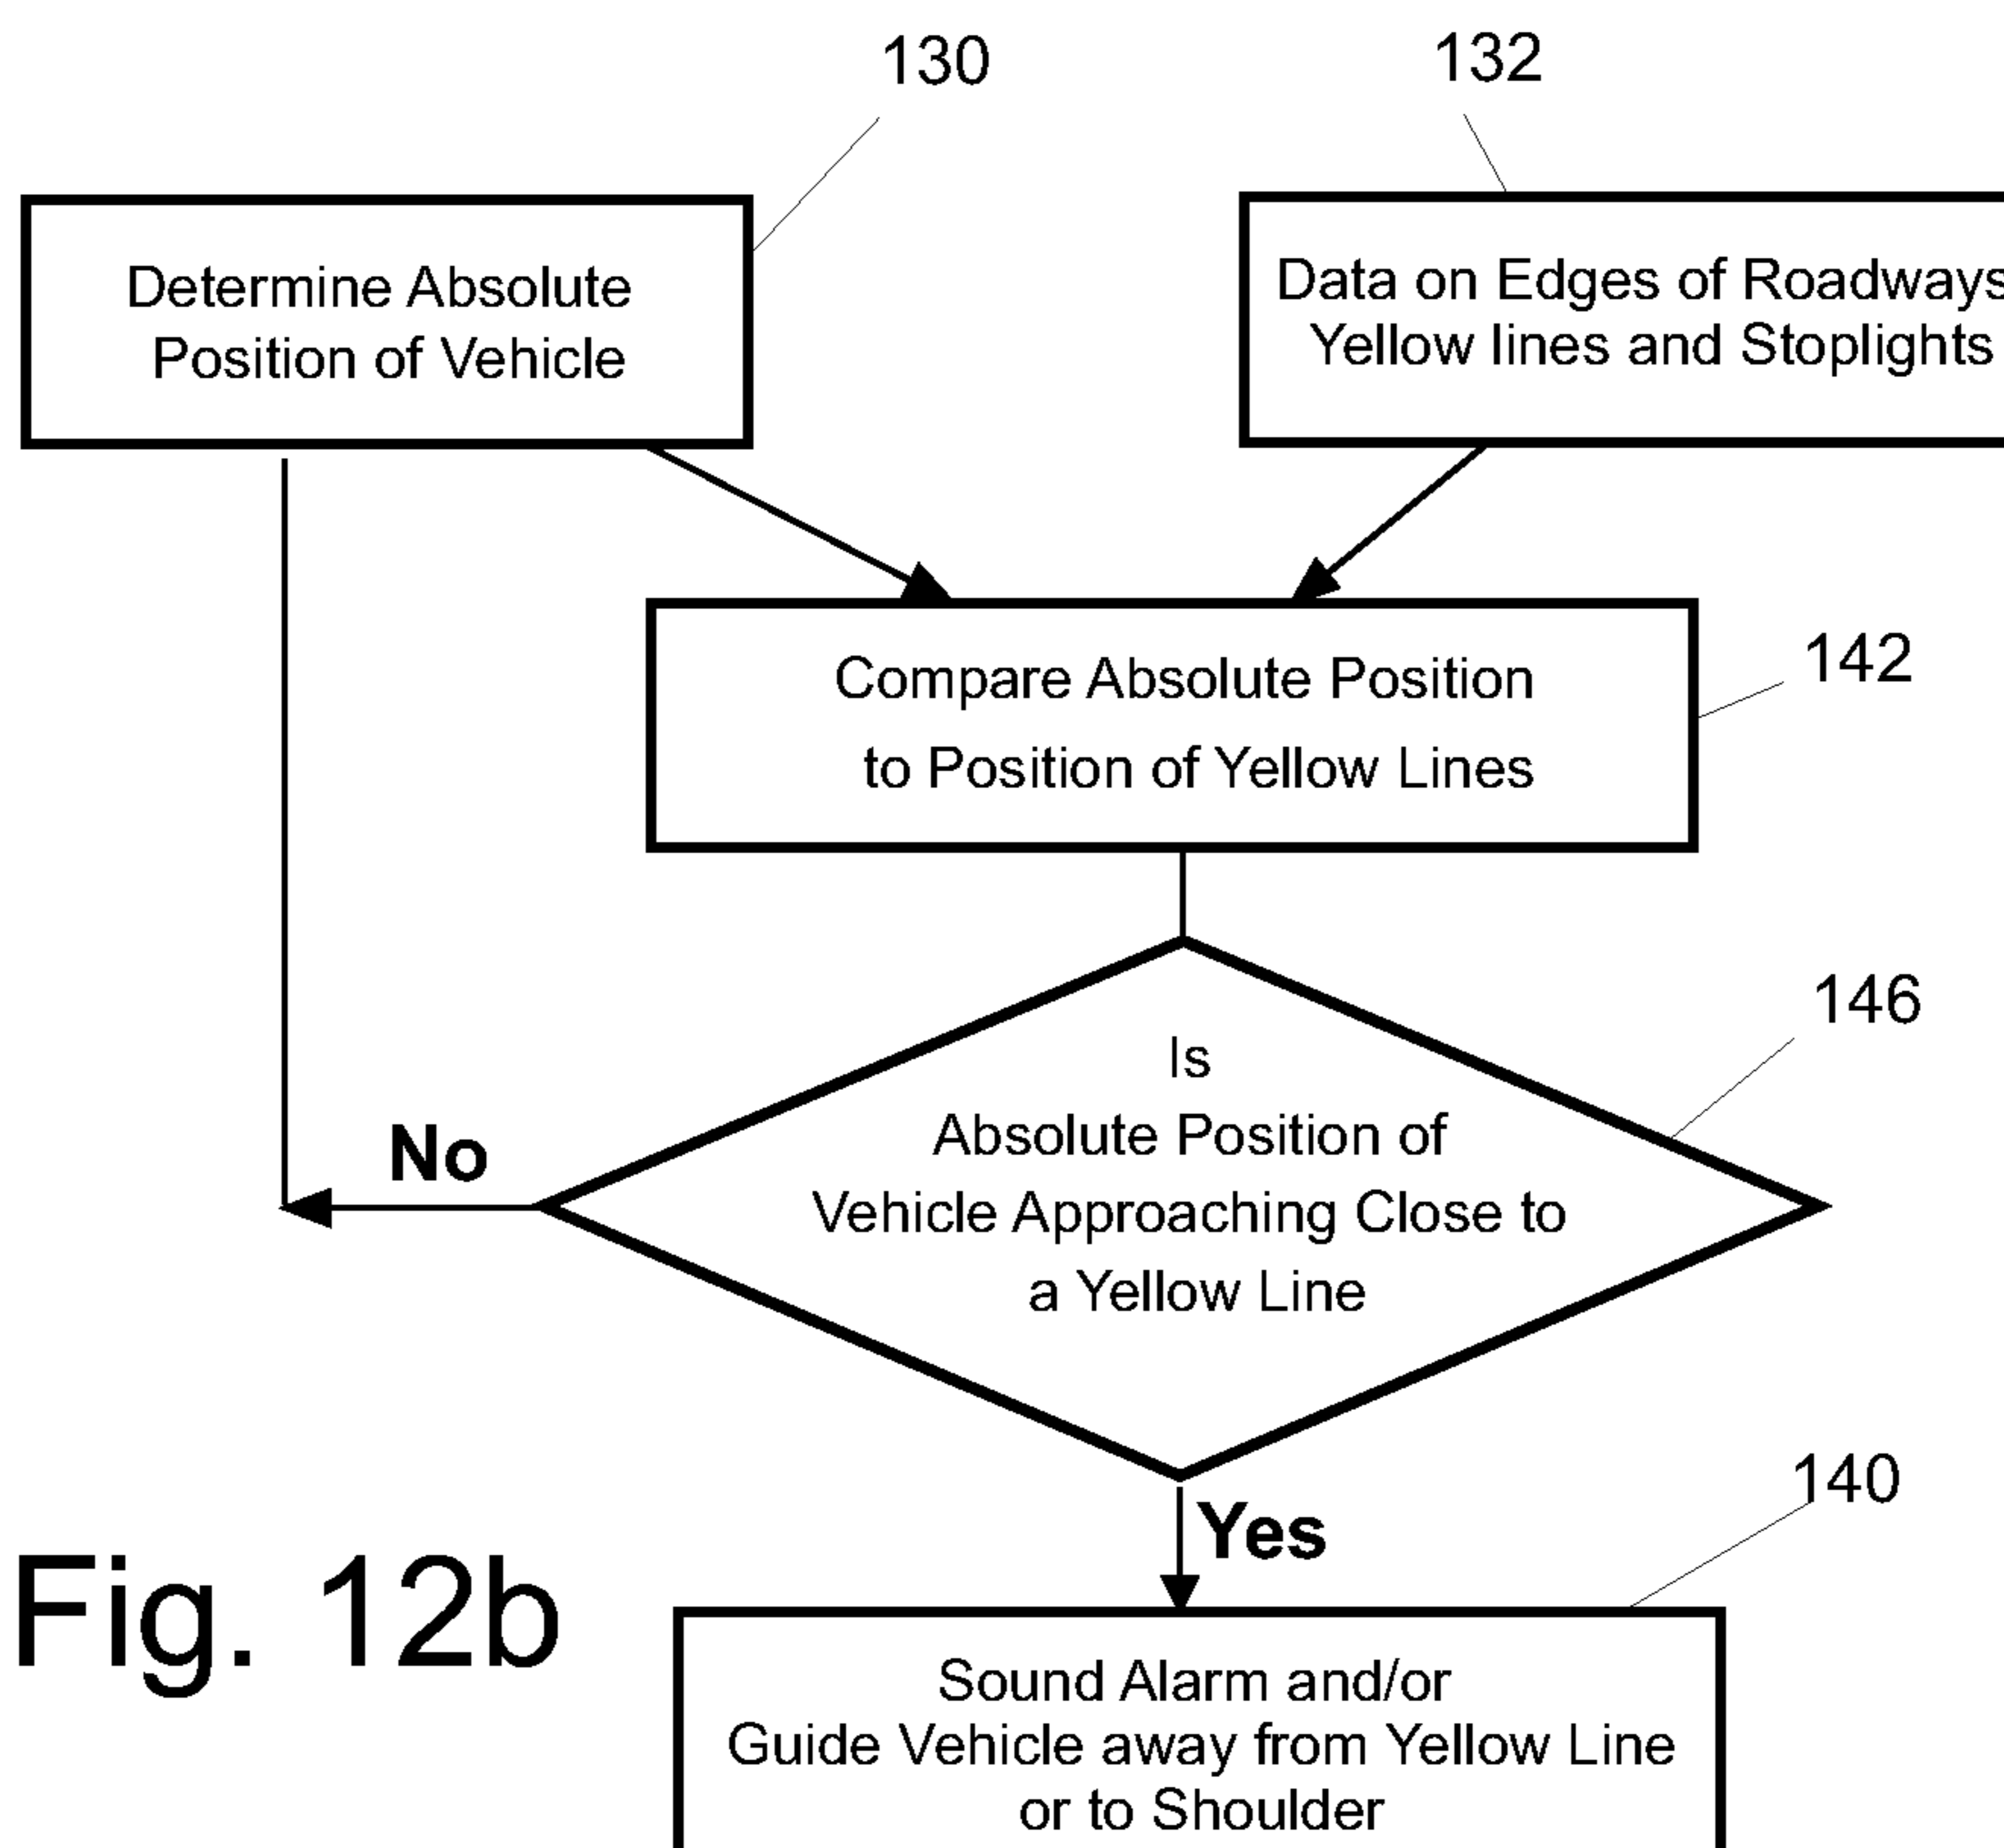 130
132
Determine Absolute
Position of Vehicle
Data on Edges of Roadways
Yellow lines and Stoplights
Compare Absolute Position
to Position of Yellow Lines
142
146
Is
Absolute Position of
Vehicle Approaching Close to
a Yellow Line
No
Yes
140
Fig. 12b
Sound Alarm and/or
Guide Vehicle away from Yellow Line
or to Shoulder